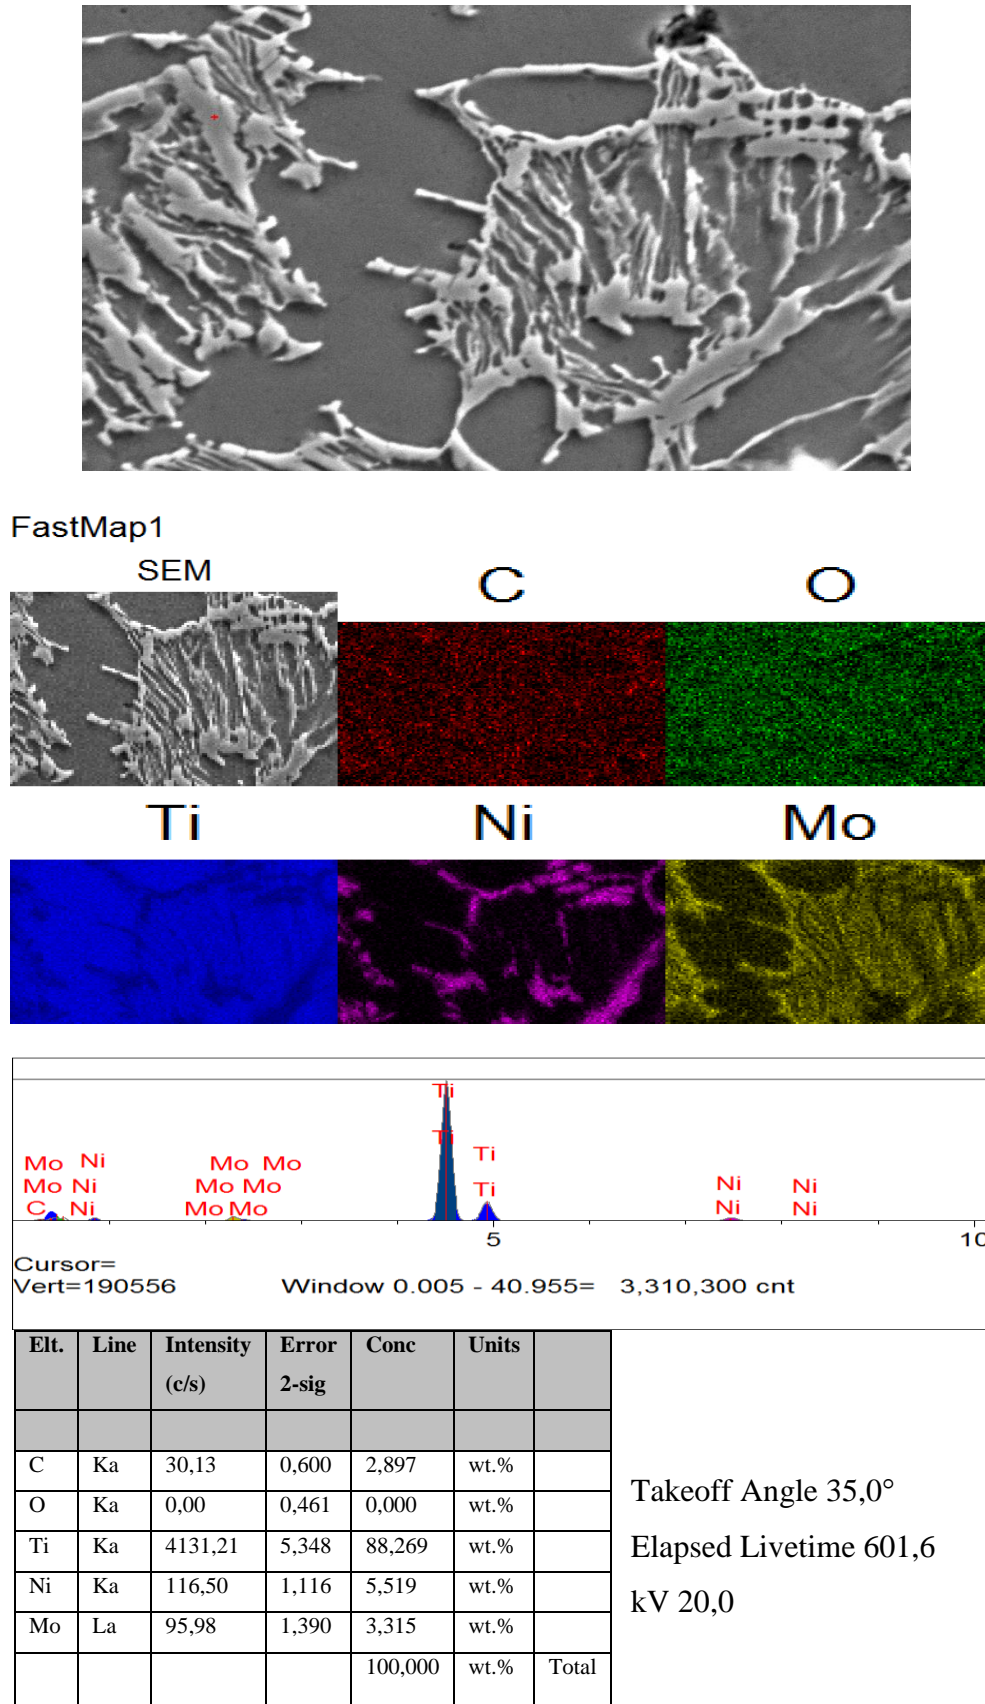 FastMap1
SEM
C
O
Ti
Ni
Mo
Ti
Ti
Ti
Mo Ni
Mo Mo
Ni
Ni
Mo Ni
Mo Mo
Ti
Ni
Ni
C
Ni
Mo Mo
5
10
Cursor=
Vert=190556 Window 0.005 - 40.955= 3,310,300 cnt
Elt. Line Intensity (c/s) Error 2-sig Conc Units
C Ka 30,13 0,600 2,897 wt.%
O Ka 0,00 0,461 0,000 wt.%
Ti Ka 4131,21 5,348 88,269 wt.%
Ni Ka 116,50 1,116 5,519 wt.%
Mo La 95,98 1,390 3,315 wt.%
100,000 wt.% Total
Takeoff Angle 35,0°
Elapsed Livetime 601,6
kV 20,0